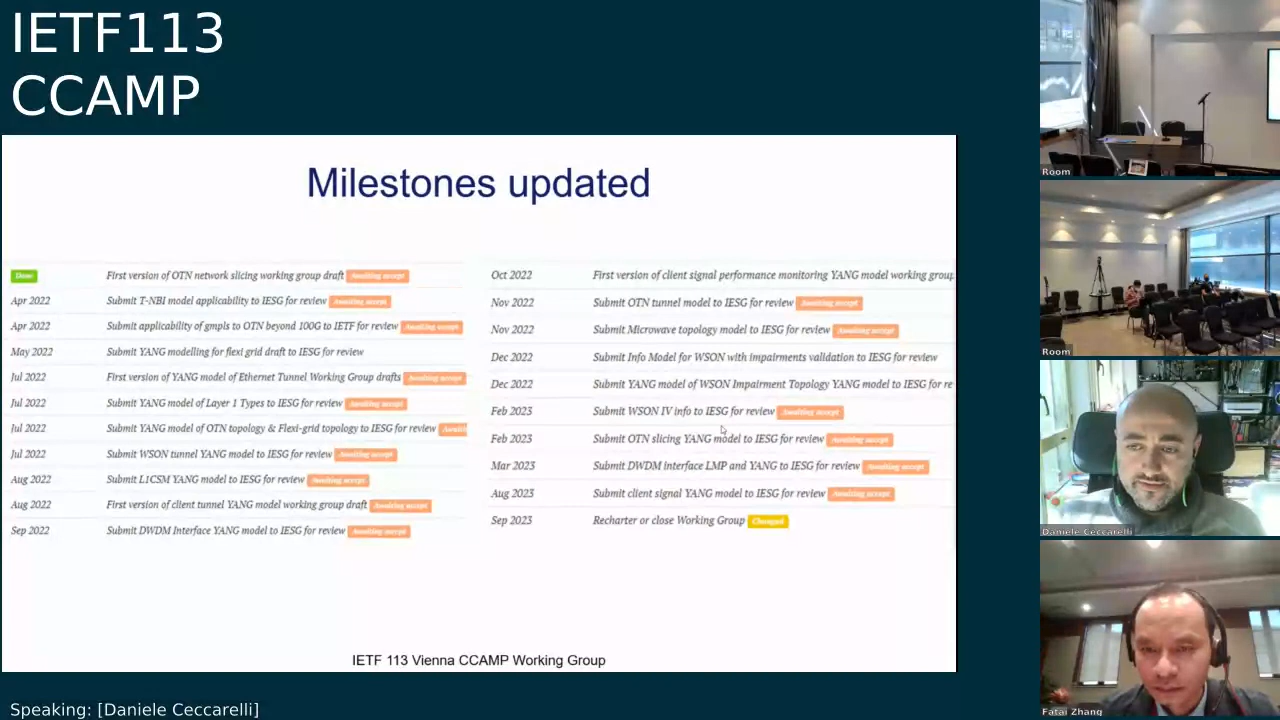 IETF113
CCAMP
Milestones updated
Done First version of OTN network slicing working group draft Awaiting accept
Apr 2022 Submit T-NBI model applicability to IESG for review Awaiting accept
Apr 2022 Submit applicability of gmpls to OTN beyond 100G to IETF for review Awaiting accept
May 2022 Submit YANG modelling for flexi grid draft to IESG for review
Jul 2022 First version of YANG model of Ethernet Tunnel Working Group drafts Awaiting accept
Jul 2022 Submit YANG model of Layer 1 Types to IESG for review Awaiting accept
Jul 2022 Submit YANG model of OTN topology & Flexi-grid topology to IESG for review Awaiti
Jul 2022 Submit WSON tunnel YANG model to IESG for review Awaiting accept
Aug 2022 Submit L1CSM YANG model to IESG for review Awaiting accept
Aug 2022 First version of client tunnel YANG model working group draft Awaiting accept
Sep 2022 Submit DWDM Interface YANG model to IESG for review Awaiting accept
Oct 2022 First version of client signal performance monitoring YANG model working group
Nov 2022 Submit OTN tunnel model to IESG for review Awaiting accept
Nov 2022 Submit Microwave topology model to IESG for review Awaiting accept
Dec 2022 Submit Info Model for WSON with impairments validation to IESG for review
Dec 2022 Submit YANG model of WSON Impairment Topology YANG model to IESG for re
Feb 2023 Submit WSON IV info to IESG for review Awaiting accept
Feb 2023 Submit OTN slicing YANG model to IESG for review Awaiting accept
Mar 2023 Submit DWDM interface LMP and YANG to IESG for review Awaiting accept
Aug 2023 Submit client signal YANG model to IESG for review Awaiting accept
Sep 2023 Recharter or close Working Group Changed
IETF 113 Vienna CCAMP Working Group
Speaking: [Daniele Ceccarelli]
Room
Room
Daniele Ceccarelli
Fatai Zhang